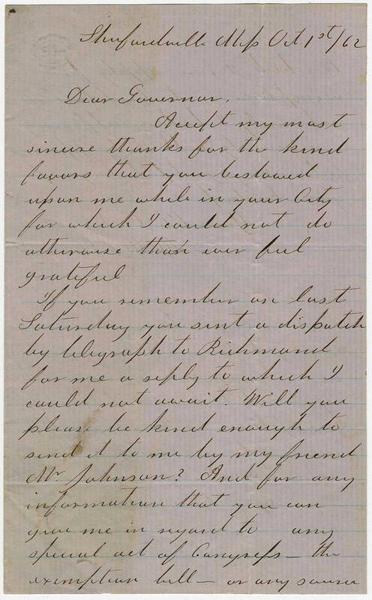 Shufordville Miss Oct 1st/62
Dear Governor.
Accept my most
sincere thanks for the kind
favors that you bestowed
upon me while in your City
for which I could not do
otherwise than ever feel
grateful
If you remember on last
Saturday you sent a dispatch
by telegraph to Richmond
for me a reply to which I
could not await. Will you
please be kind enough to
send it to me by my friend
Mr Johnson? And for any
information that you can
give me in regard to any
special act of Congress - the
exemption bill - or any source